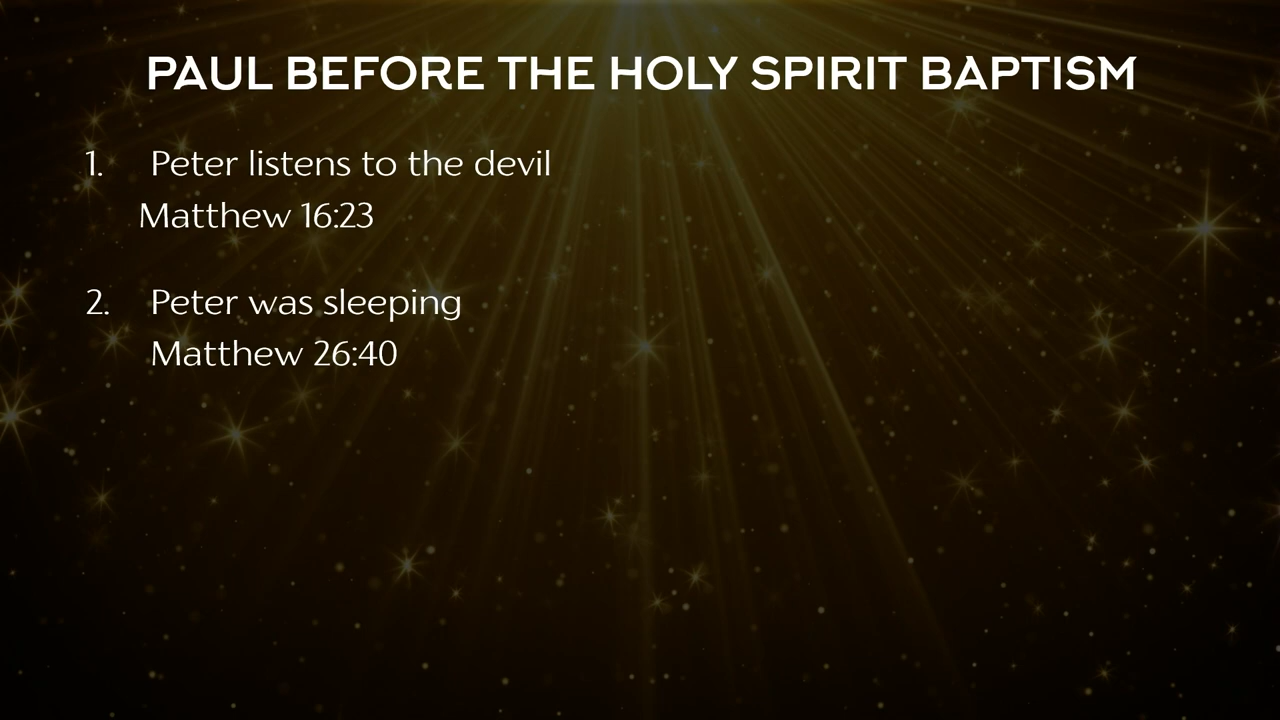 PAUL BEFORE THE HOLY SPIRIT BAPTISM
1. Peter listens to the devil
Matthew 16:23
2. Peter was sleeping
Matthew 26:40